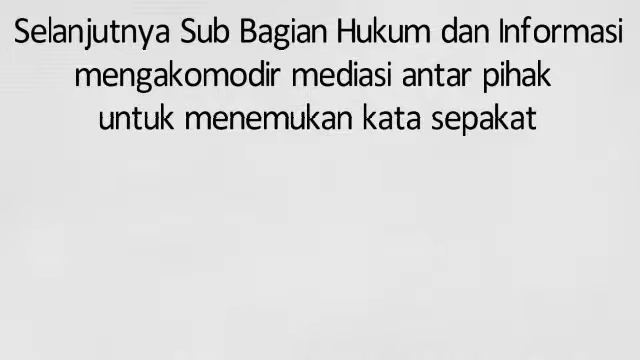 Selanjutnya Sub Bagian Hukum dan Informasi
mengakomodir mediasi antar pihak
untuk menemukan kata sepakat